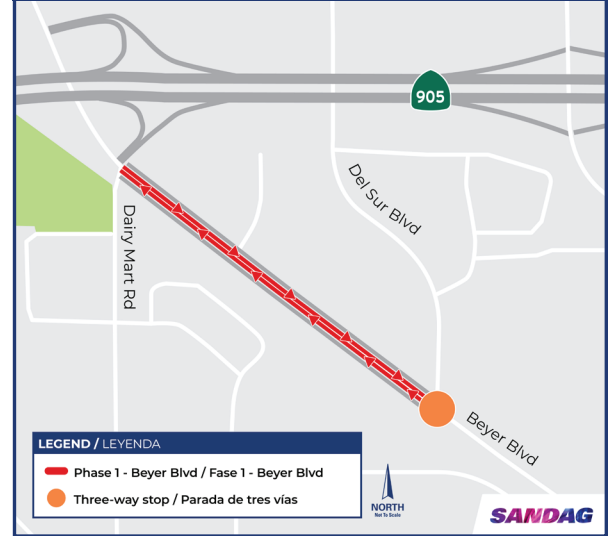 905
Del Sur Blvd
Dairy Mart Rd
Beyer Blvd
LEGEND / LEYENDA
Phase 1 - Beyer Blvd / Fase 1 - Beyer Blvd
Three-way stop / Parada de tres vías
NORTH
Not To Scale
SANDAG